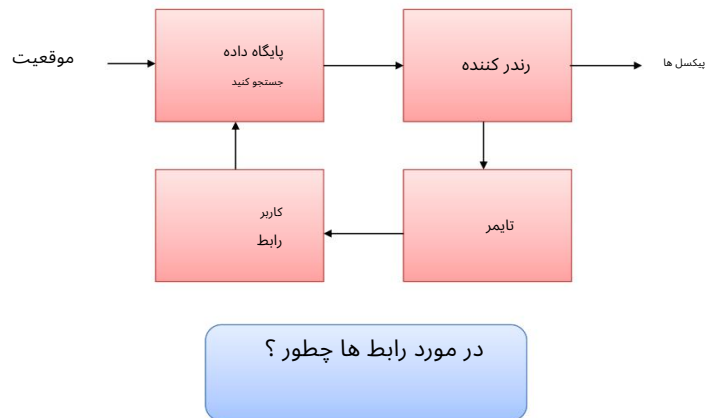 موقعیت
پایگاه داده
جستجو کنید
رندر کننده
پیکسل ها
کاربر
رابط
تایمر
در مورد رابط ها چطور ؟